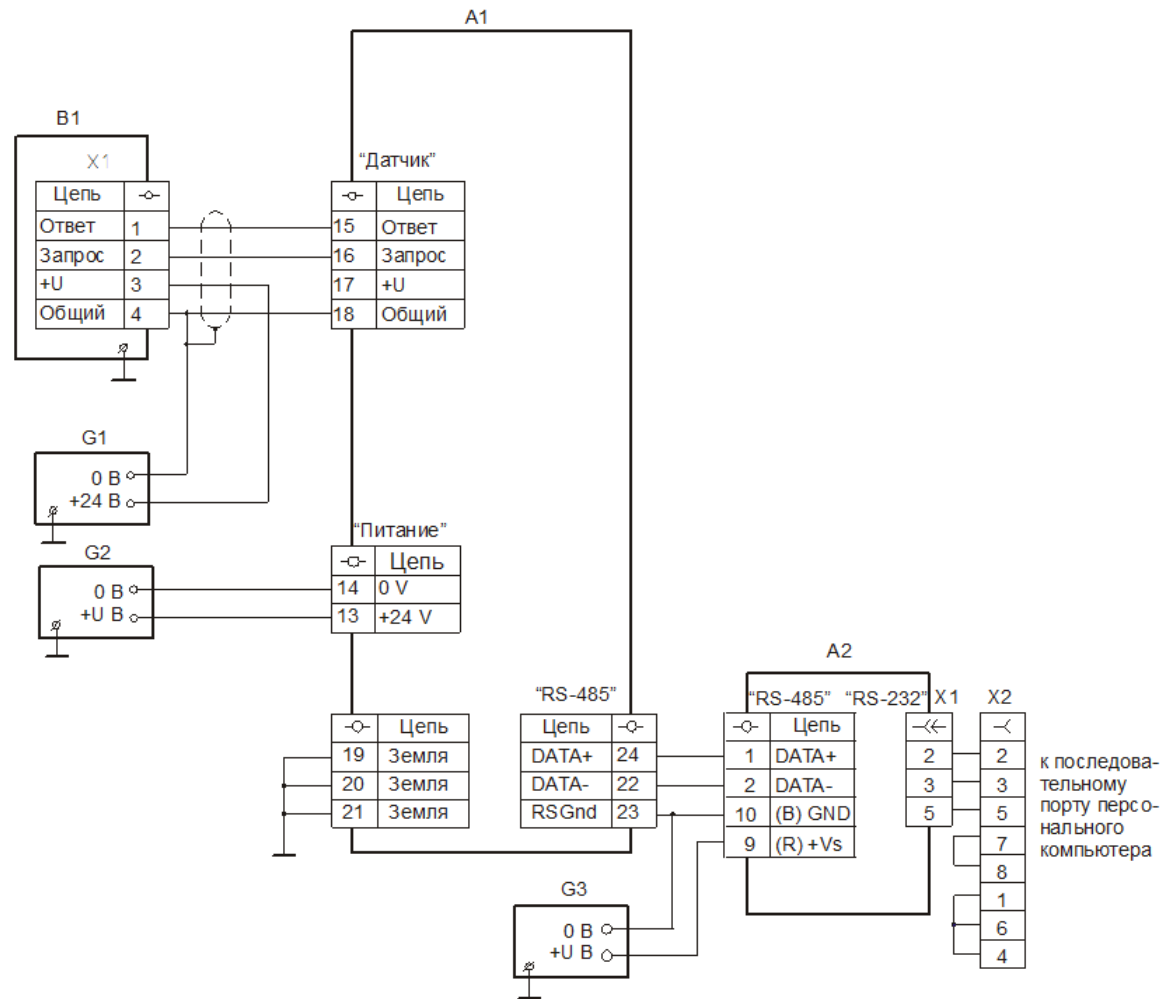 A1
B1
X1
Цепь
Ответ 1
Запрос 2
+U 3
Общий 4
“Датчик”
Цепь
15 Ответ
16 Запрос
17 +U
18 Общий
G1
0 В
+24 В
G2
0 В
+U В
“Питание”
Цепь
14 0 V
13 +24 V
Цепь
19 Земля
20 Земля
21 Земля
“RS-485”
Цепь
DATA+ 24
DATA- 22
RSGnd 23
A2
“RS-485” “RS-232” X1 X2
Цепь
1 DATA+
2 DATA-
10 (B) GND
9 (R) +Vs
2
3
5
2
3
5
7
8
1
6
4
к последова-
тельному
порту персо-
нального
компьютера
G3
0 В
+U В